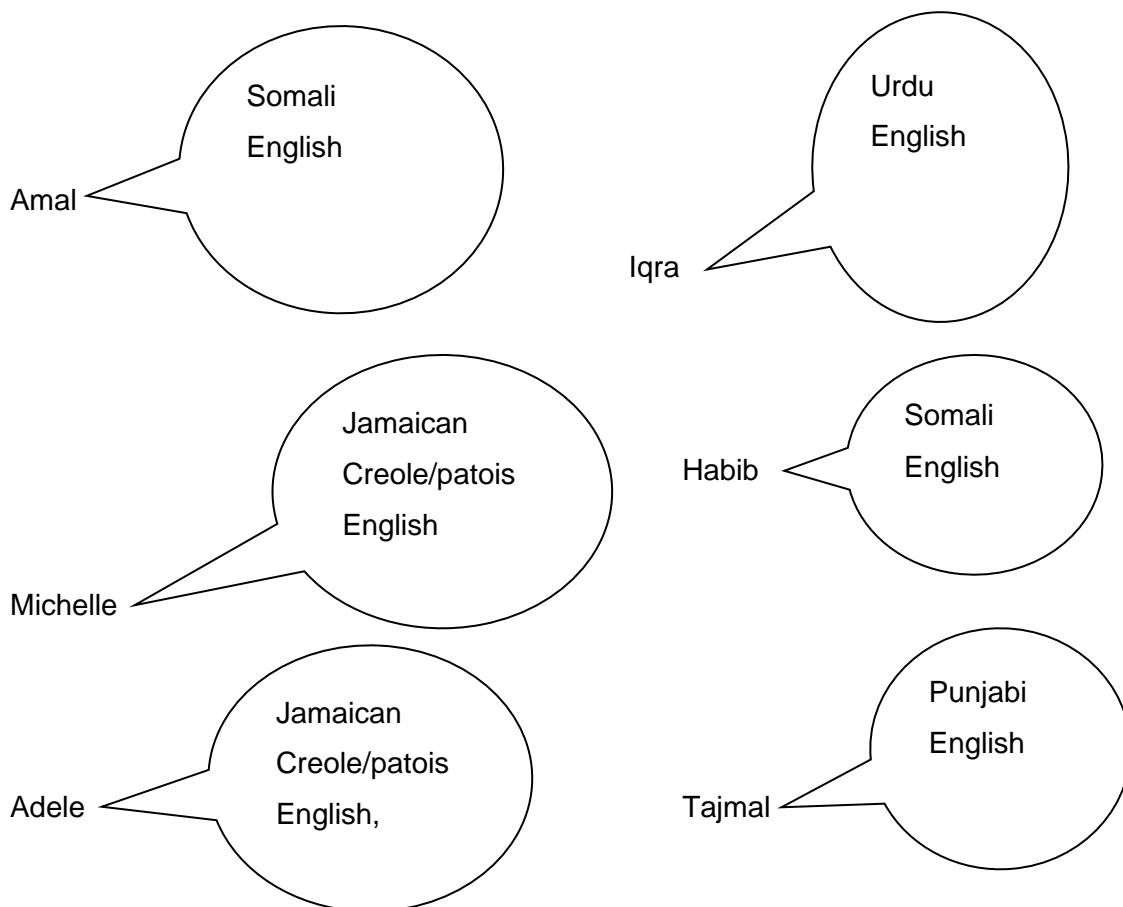 Somali
English
Amal
Urdu
English
Iqra
Jamaican
Creole/patois
English
Michelle
Somali
English
Habib
Jamaican
Creole/patois
English,
Adele
Punjabi
English
Tajmal